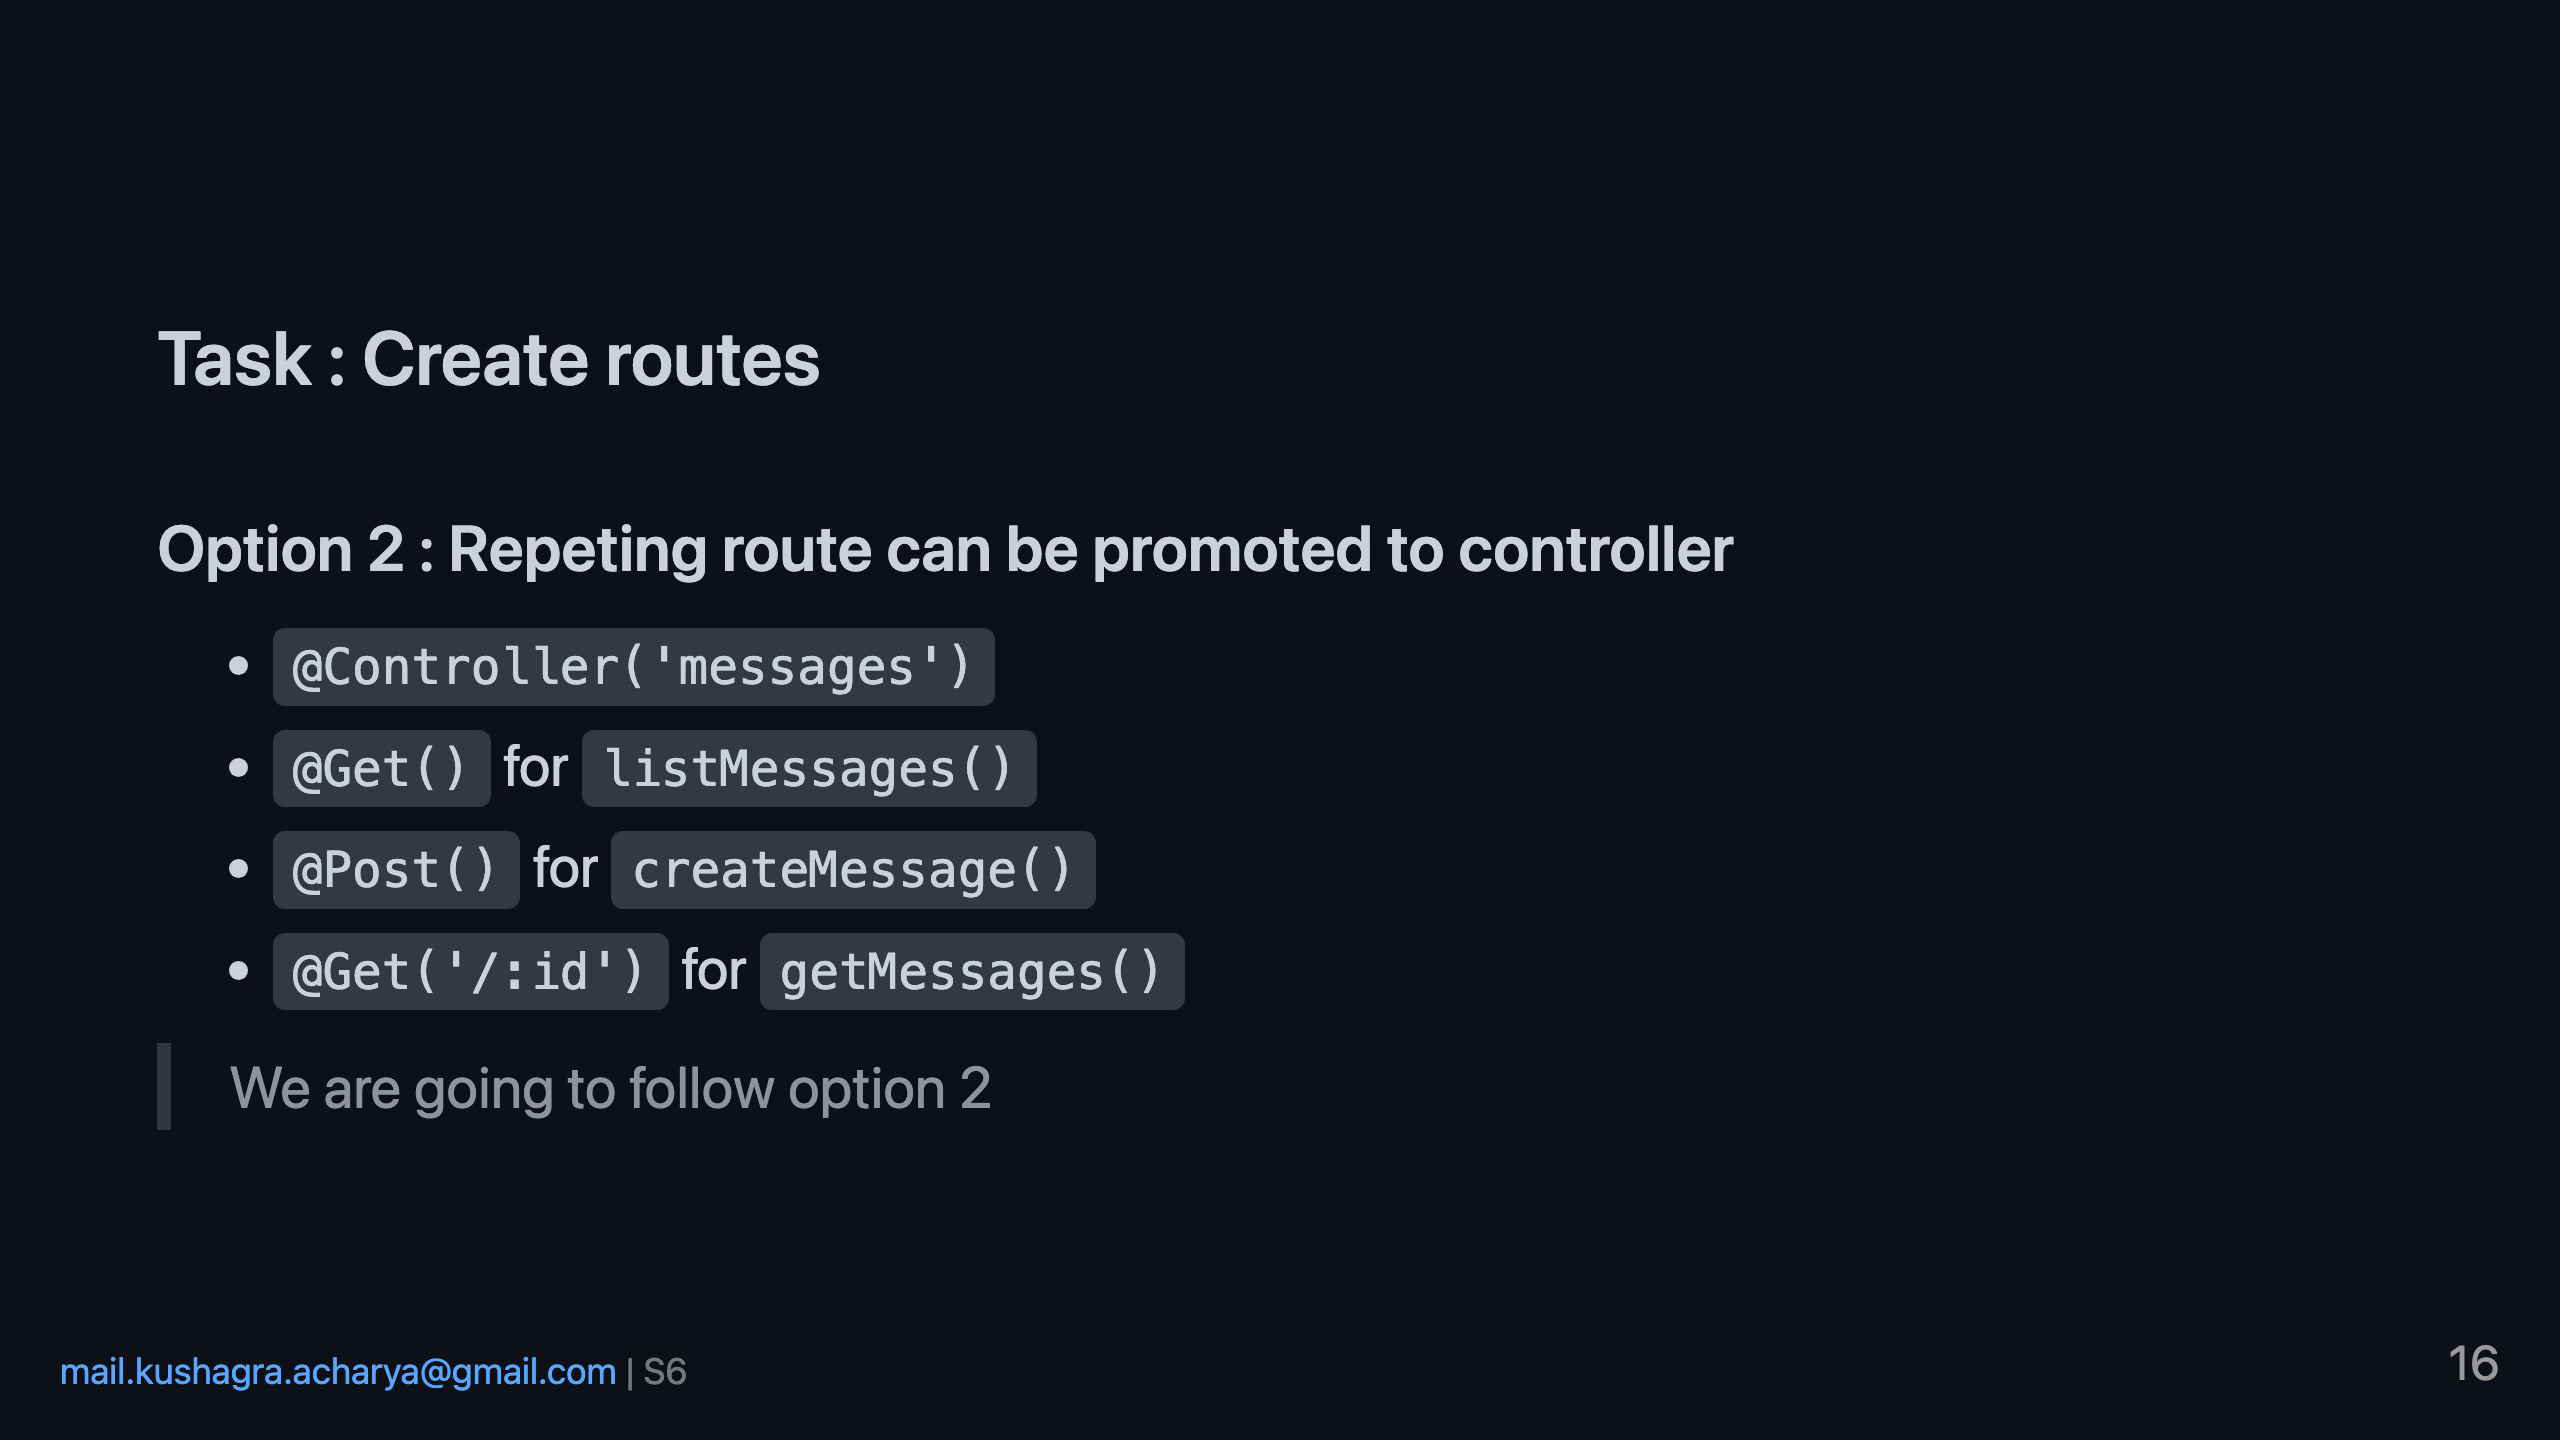 Task : Create routes
Option 2 : Repeting route can be promoted to controller
@Controller('messages')
@Get() for listMessages()
@Post() for createMessage()
@Get('/:id') for getMessages()
We are going to follow option 2
mail.kushagra.acharya@gmail.com | S6
16